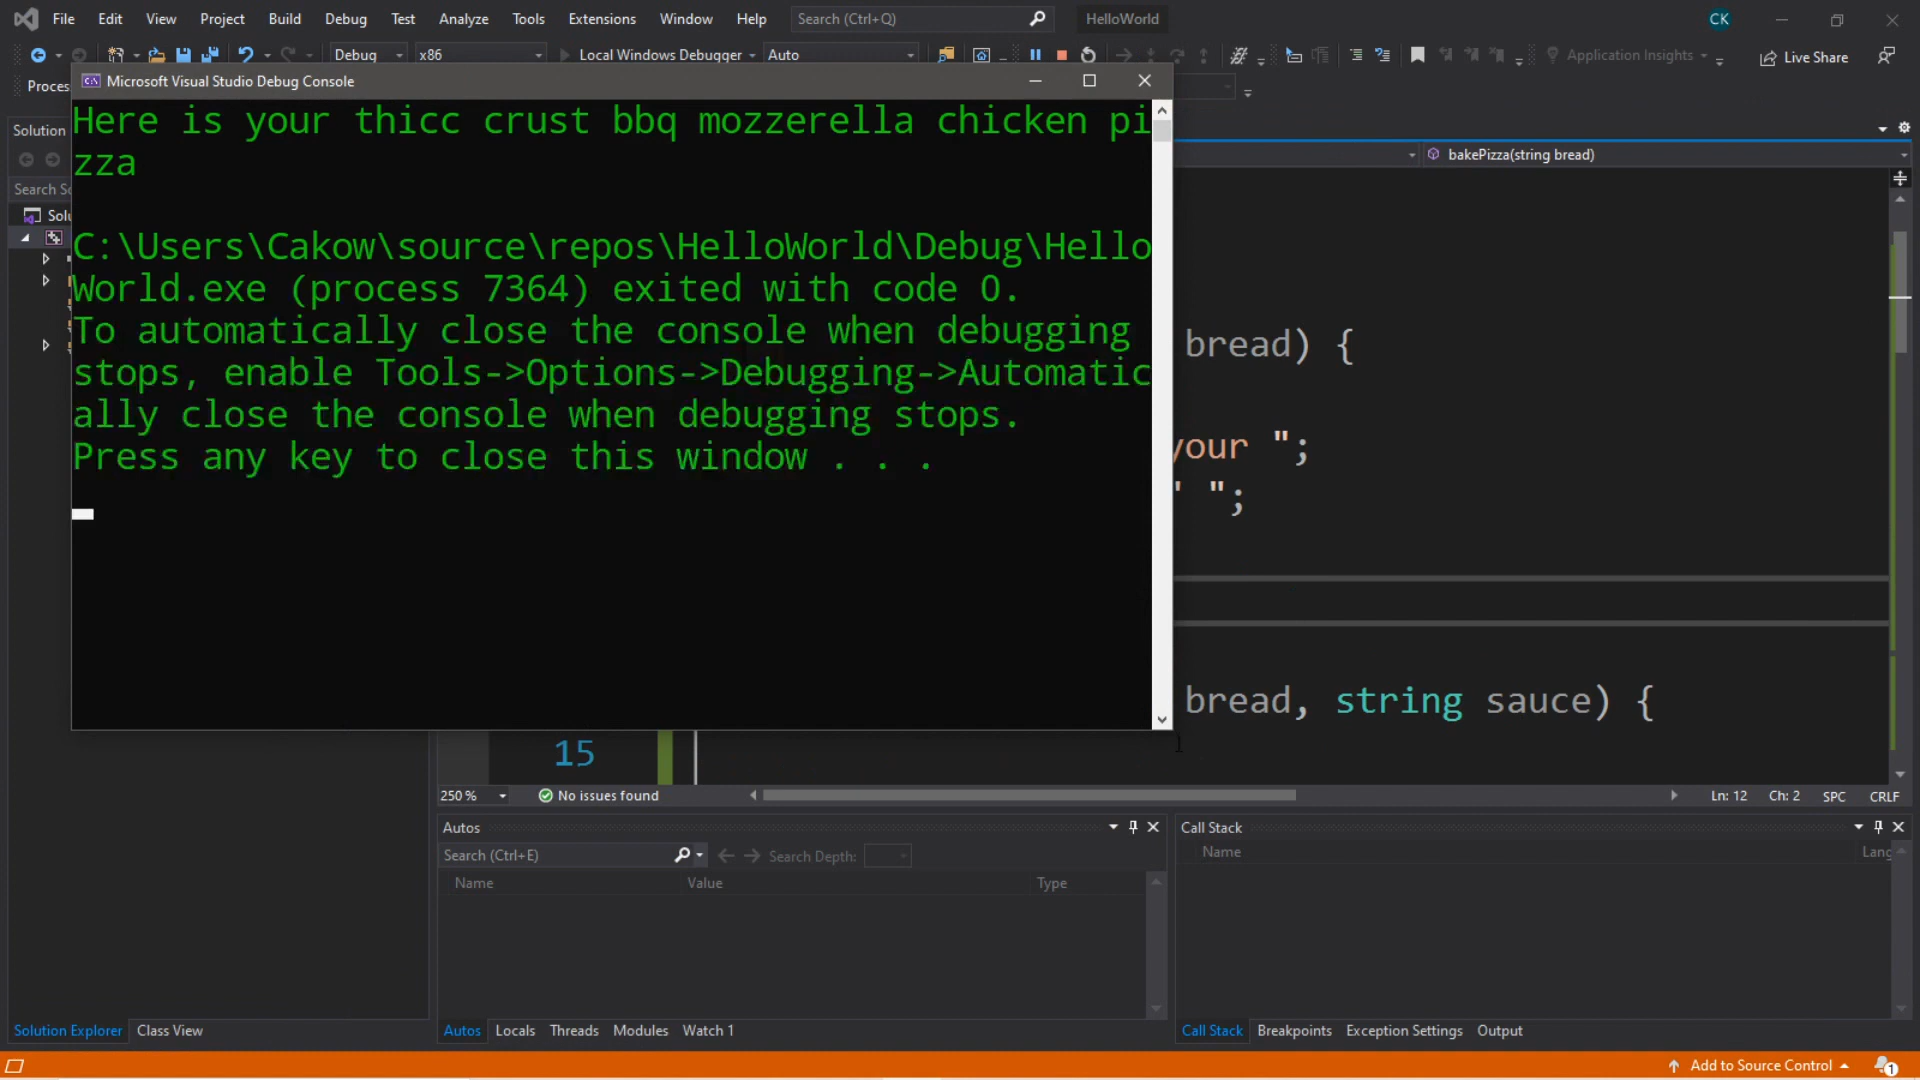 File Edit View Project Build Debug Test Analyze Tools Extensions Window Help Search (Ctrl+Q) HelloWorld CK
Debug x86 Local Windows Debugger Auto Application Insights Live Share
Proces
Microsoft Visual Studio Debug Console
Here is your thicc crust bbq mozzerella chicken pi
zza
C:\Users\Cakow\source\repos\HelloWorld\Debug\Hello
World.exe (process 7364) exited with code 0.
To automatically close the console when debugging
stops, enable Tools->Options->Debugging->Automatic
ally close the console when debugging stops.
Press any key to close this window . . .
Solution
Search So
Solu
bakePizza(string bread)
bread) {
your ";
" ";
bread, string sauce) {
15
250 % No issues found Ln: 12 Ch: 2 SPC CRLF
Autos
Search (Ctrl+E) Search Depth:
Name Value Type
Call Stack
Name Lang
Solution Explorer Class View
Autos Locals Threads Modules Watch 1
Call Stack Breakpoints Exception Settings Output
Add to Source Control 1